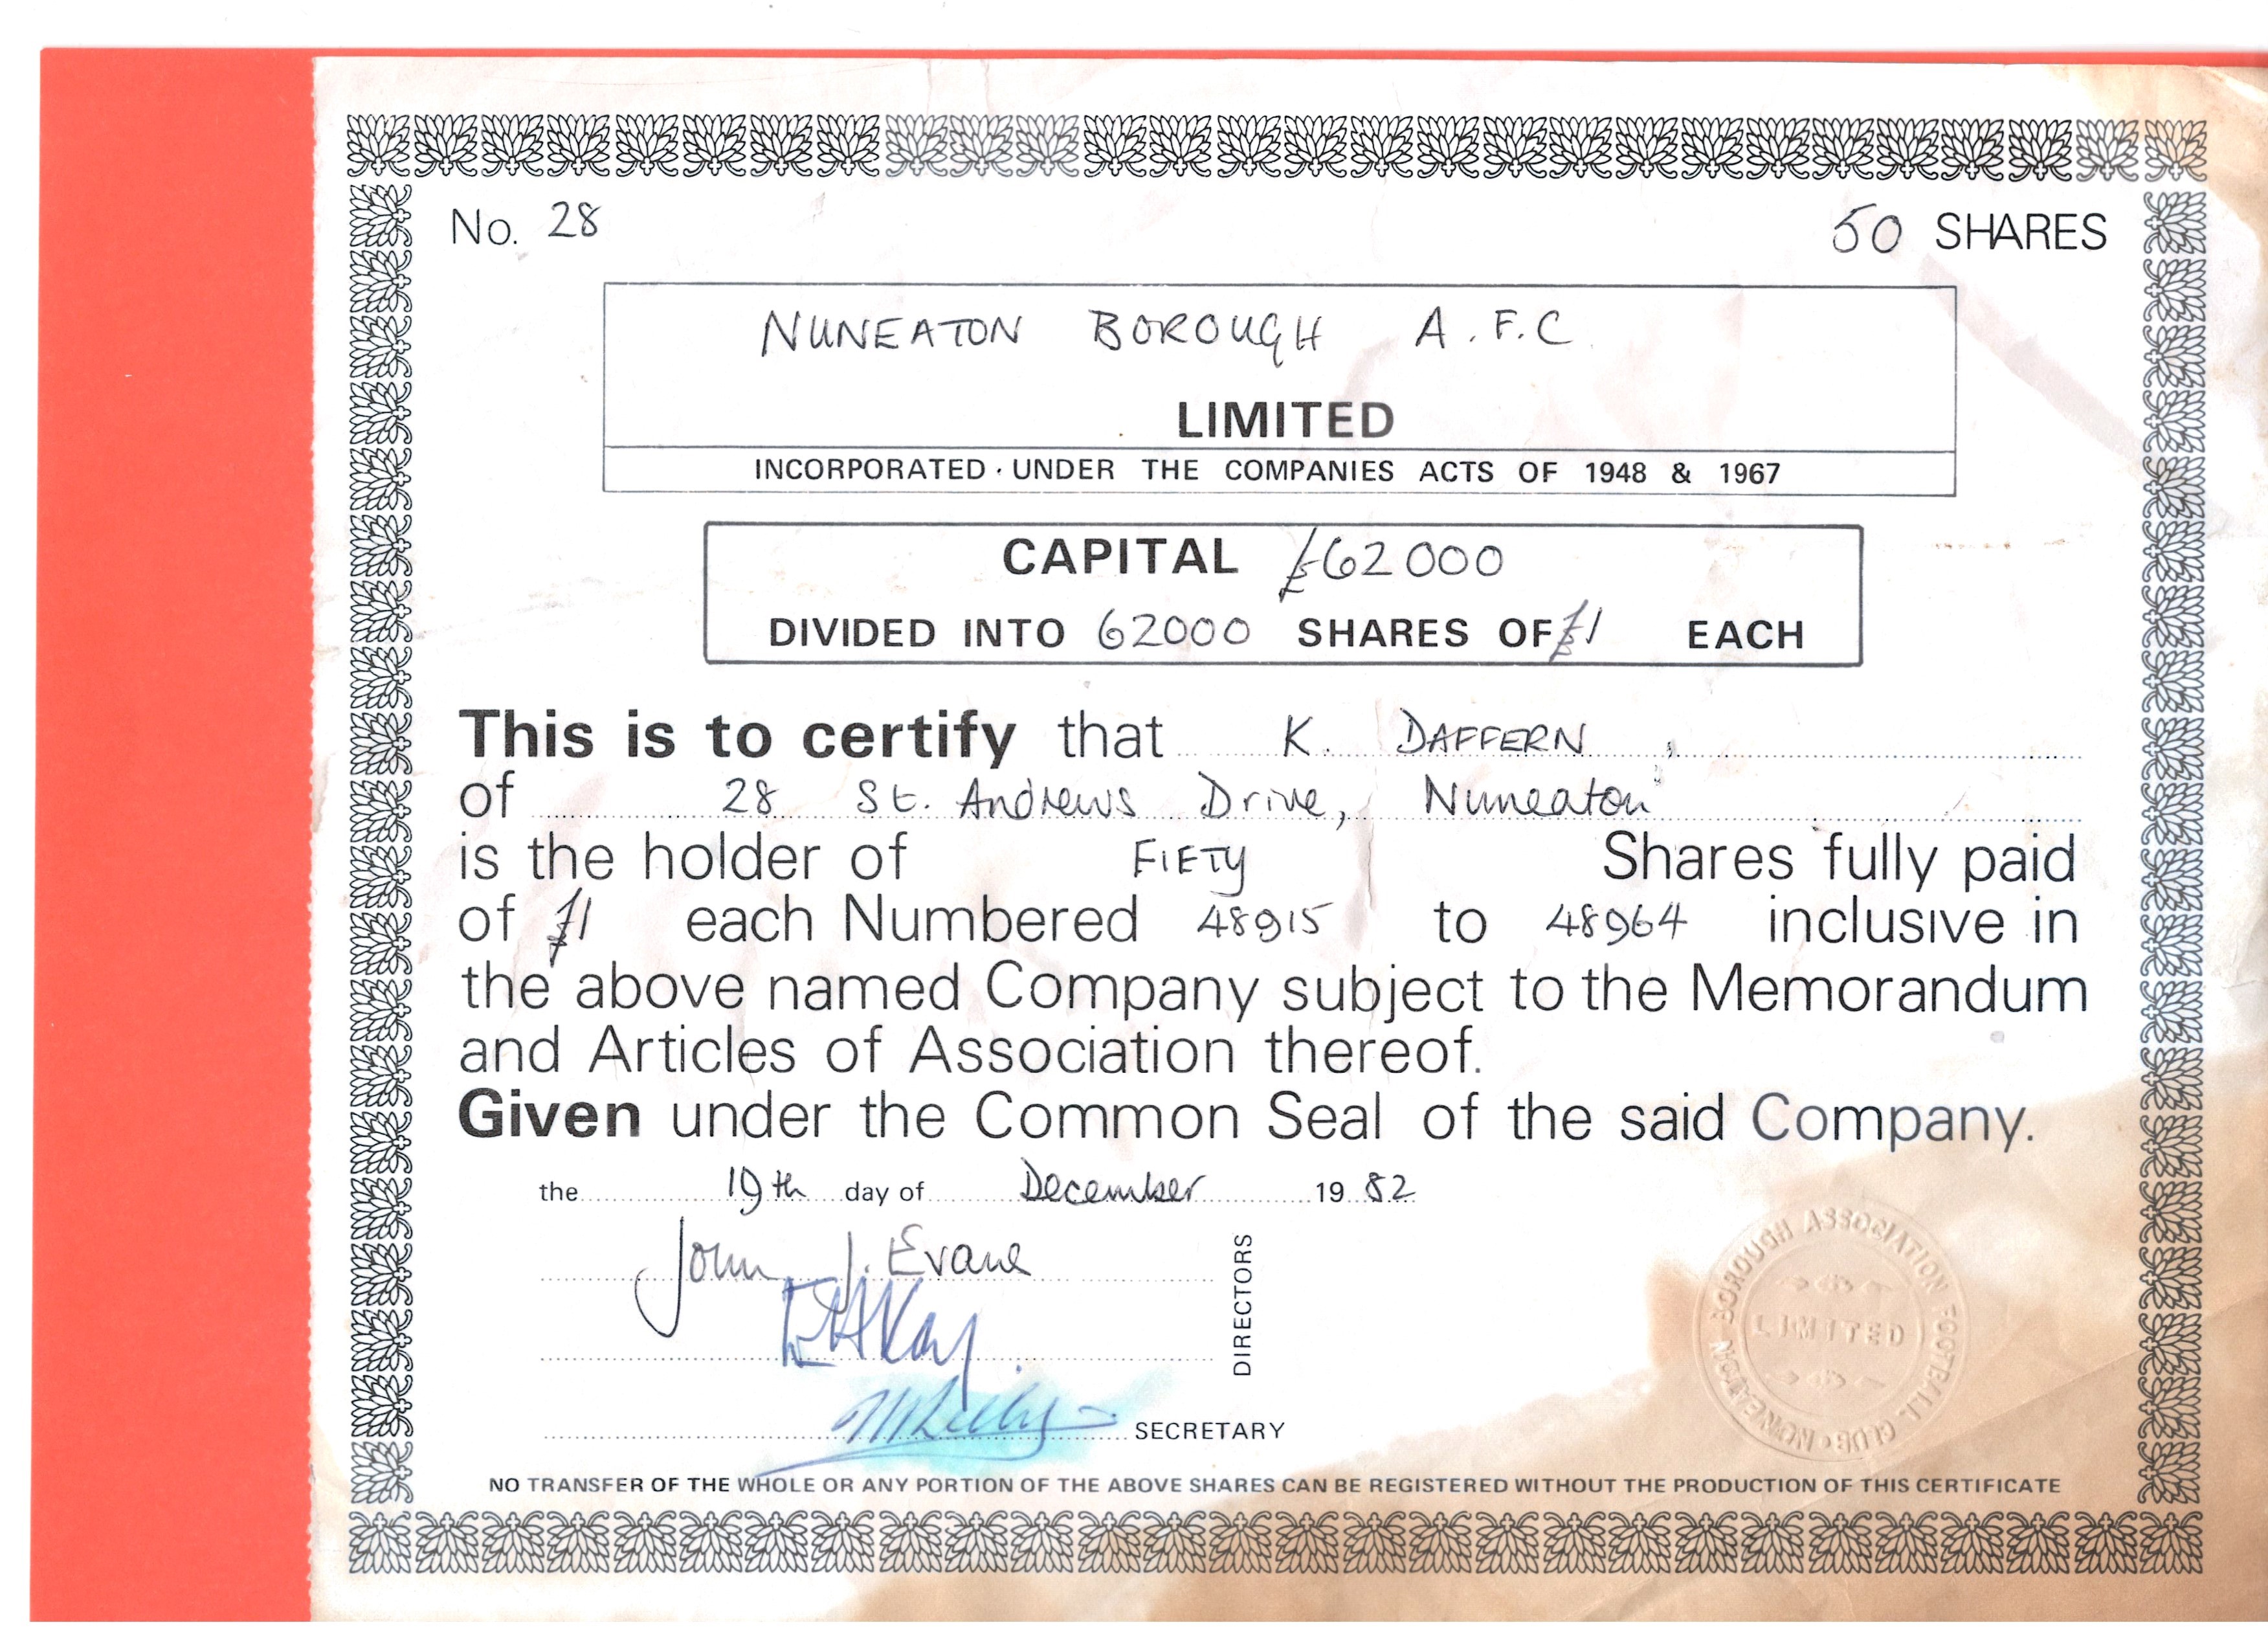 No. 28
50 SHARES
NUNEATON BOROUGH A.F.C.
LIMITED
INCORPORATED · UNDER THE COMPANIES ACTS OF 1948 & 1967
CAPITAL £62000
DIVIDED INTO 62000 SHARES OF £1 EACH
This is to certify that K. DAFFERN,
of 28 St. Andrews Drive, Nuneaton
is the holder of FIFTY Shares fully paid
of £1 each Numbered 48915 to 48964 inclusive in
the above named Company subject to the Memorandum
and Articles of Association thereof.
Given under the Common Seal of the said Company.
the 19th day of December 1982
John J. Evans
DIRECTORS
SECRETARY
NUNEATON BOROUGH ASSOCIATION FOOTBALL CLUB
LIMITED
NO TRANSFER OF THE WHOLE OR ANY PORTION OF THE ABOVE SHARES CAN BE REGISTERED WITHOUT THE PRODUCTION OF THIS CERTIFICATE